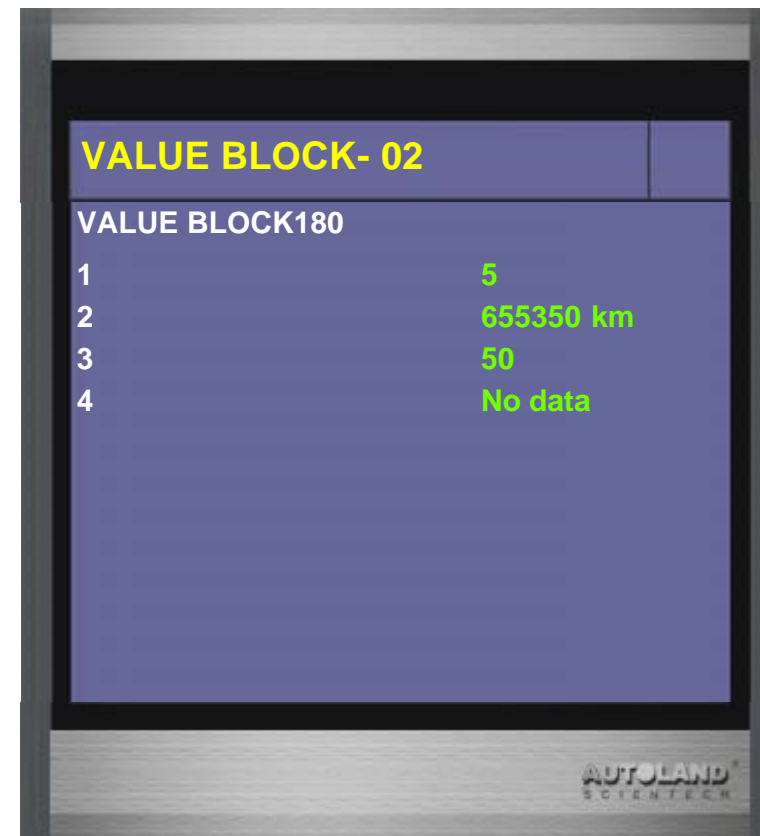 VALUE BLOCK- 02
VALUE BLOCK180
1 5
2 655350 km
3 50
4 No data
AUTOLAND
SCIENTECH